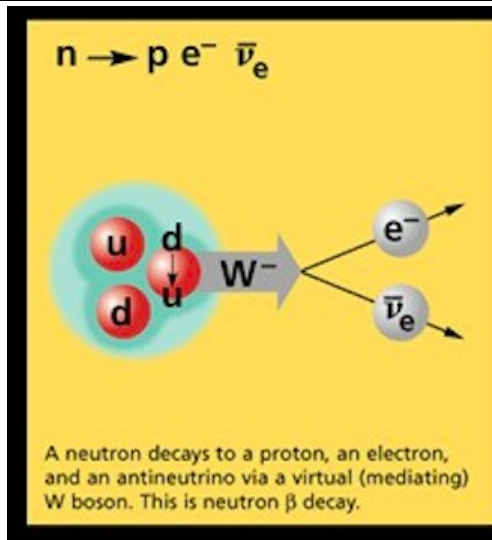 n → p e⁻ ν̅ₑ
u
d
u
d
W⁻
e⁻
ν̅ₑ
A neutron decays to a proton, an electron,
and an antineutrino via a virtual (mediating)
W boson. This is neutron β decay.